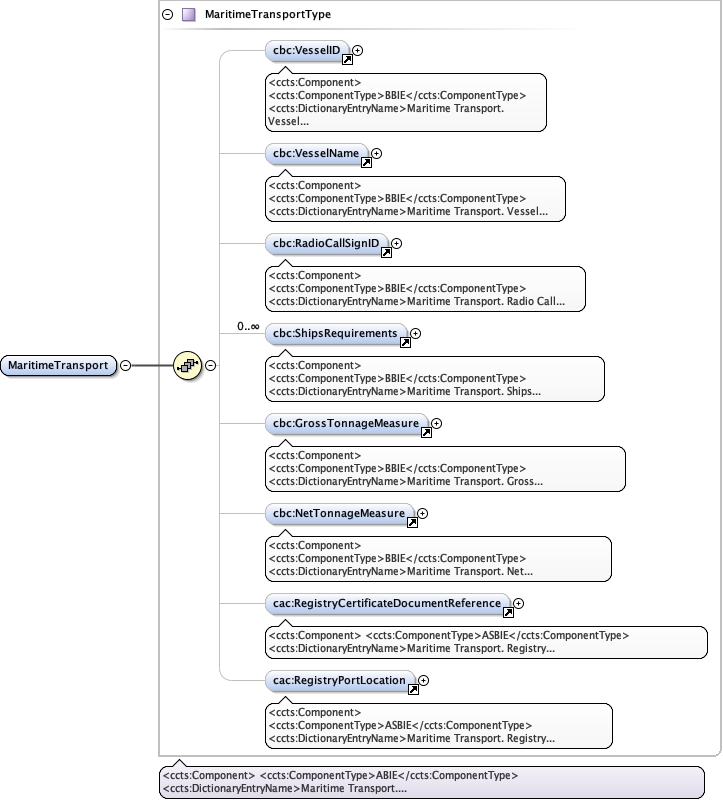 MaritimeTransportType
cbc:VesselID
<ccts:Component>
<ccts:ComponentType>BBIE</ccts:ComponentType>
<ccts:DictionaryEntryName>Maritime Transport.
Vessel...
cbc:VesselName
<ccts:Component>
<ccts:ComponentType>BBIE</ccts:ComponentType>
<ccts:DictionaryEntryName>Maritime Transport. Vessel...
cbc:RadioCallSignID
<ccts:Component>
<ccts:ComponentType>BBIE</ccts:ComponentType>
<ccts:DictionaryEntryName>Maritime Transport. Radio Call...
0..∞
cbc:ShipsRequirements
<ccts:Component>
<ccts:ComponentType>BBIE</ccts:ComponentType>
<ccts:DictionaryEntryName>Maritime Transport. Ships...
MaritimeTransport
cbc:GrossTonnageMeasure
<ccts:Component>
<ccts:ComponentType>BBIE</ccts:ComponentType>
<ccts:DictionaryEntryName>Maritime Transport. Gross...
cbc:NetTonnageMeasure
<ccts:Component>
<ccts:ComponentType>BBIE</ccts:ComponentType>
<ccts:DictionaryEntryName>Maritime Transport. Net...
cac:RegistryCertificateDocumentReference
<ccts:Component> <ccts:ComponentType>ASBIE</ccts:ComponentType>
<ccts:DictionaryEntryName>Maritime Transport. Registry...
cac:RegistryPortLocation
<ccts:Component>
<ccts:ComponentType>ASBIE</ccts:ComponentType>
<ccts:DictionaryEntryName>Maritime Transport. Registry...
<ccts:Component> <ccts:ComponentType>ABIE</ccts:ComponentType>
<ccts:DictionaryEntryName>Maritime Transport....